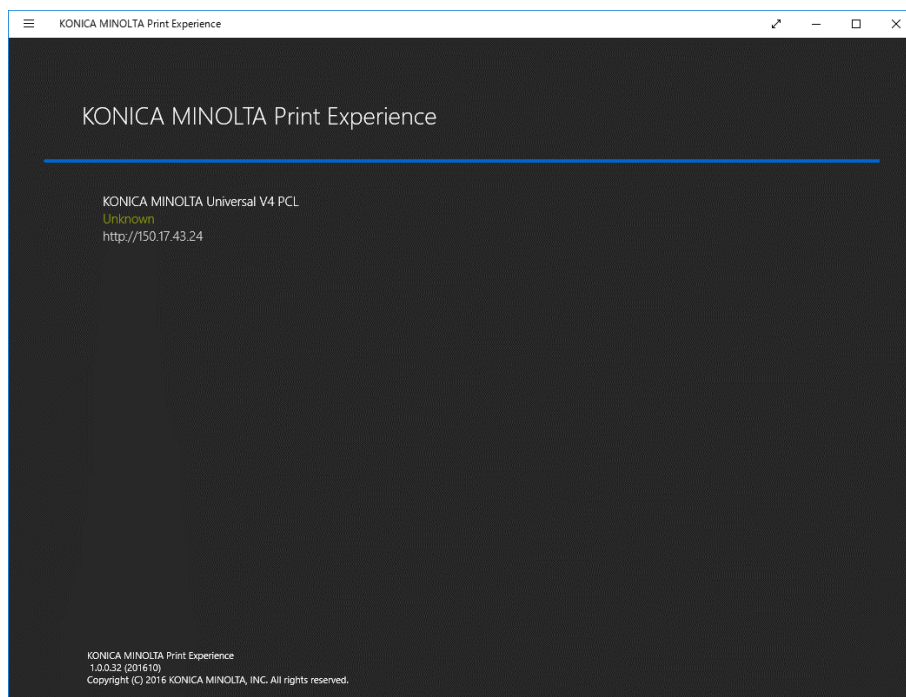 KONICA MINOLTA Print Experience
KONICA MINOLTA Print Experience
KONICA MINOLTA Universal V4 PCL
Unknown
http://150.17.43.24
KONICA MINOLTA Print Experience
1.0.0.32 (201610)
Copyright (C) 2016 KONICA MINOLTA, INC. All rights reserved.